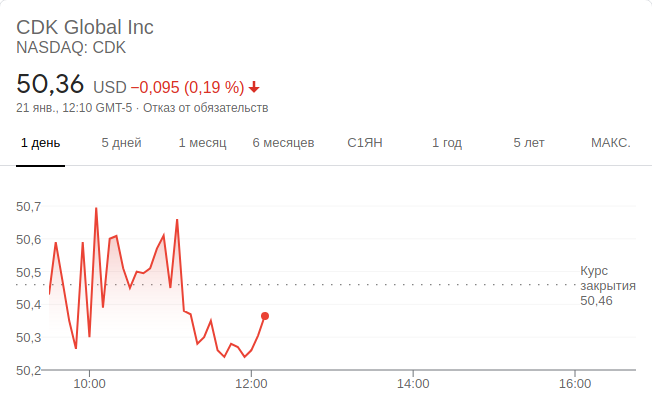 CDK Global Inc
NASDAQ: CDK
50,36 USD −0,095 (0,19 %)
21 янв., 12:10 GMT-5 · Отказ от обязательств
1 день 5 дней 1 месяц 6 месяцев С1ЯН 1 год 5 лет МАКС.
50,7
50,6
50,5
50,4
50,3
50,2
Курс
закрытия
50,46
10:00 12:00 14:00 16:00